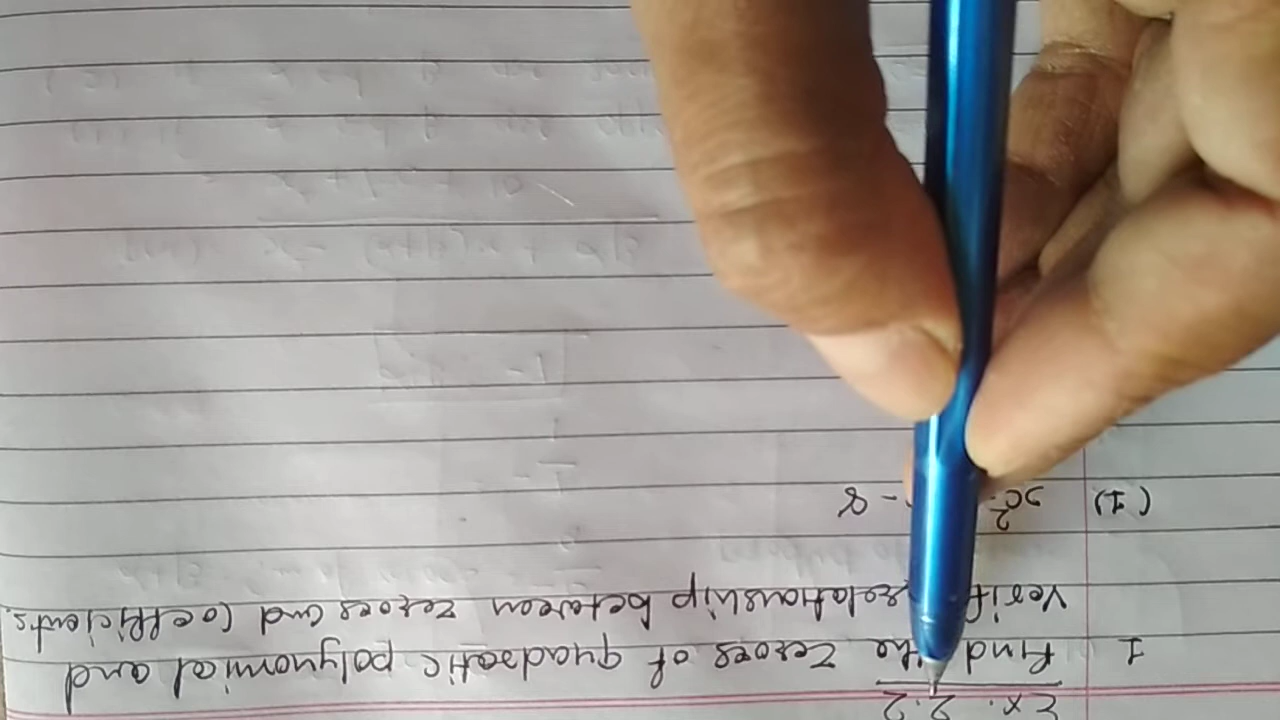 Ex. 2.2
1 Find the zeroes of quadratic polynomial and
Verify relationship between zeroes and Coefficients.
(1) x² - 8